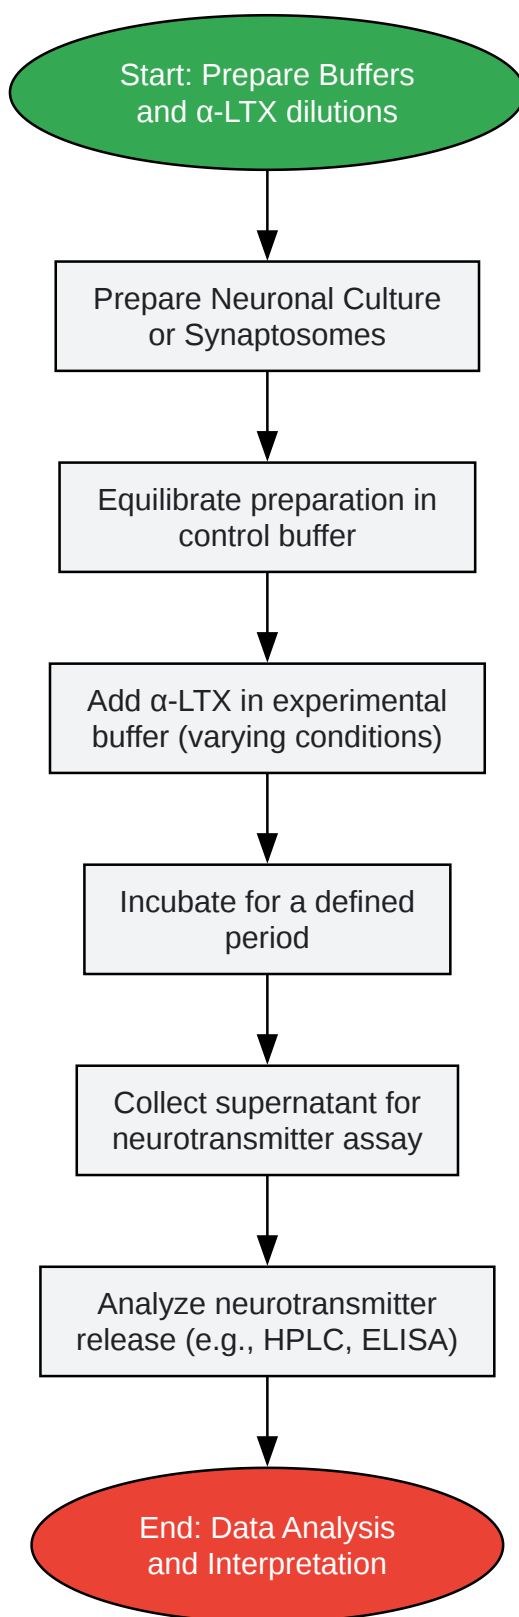 Start: Prepare Buffers
and α-LTX dilutions
Prepare Neuronal Culture
or Synaptosomes
Equilibrate preparation in
control buffer
Add α-LTX in experimental
buffer (varying conditions)
Incubate for a defined
period
Collect supernatant for
neurotransmitter assay
Analyze neurotransmitter
release (e.g., HPLC, ELISA)
End: Data Analysis
and Interpretation